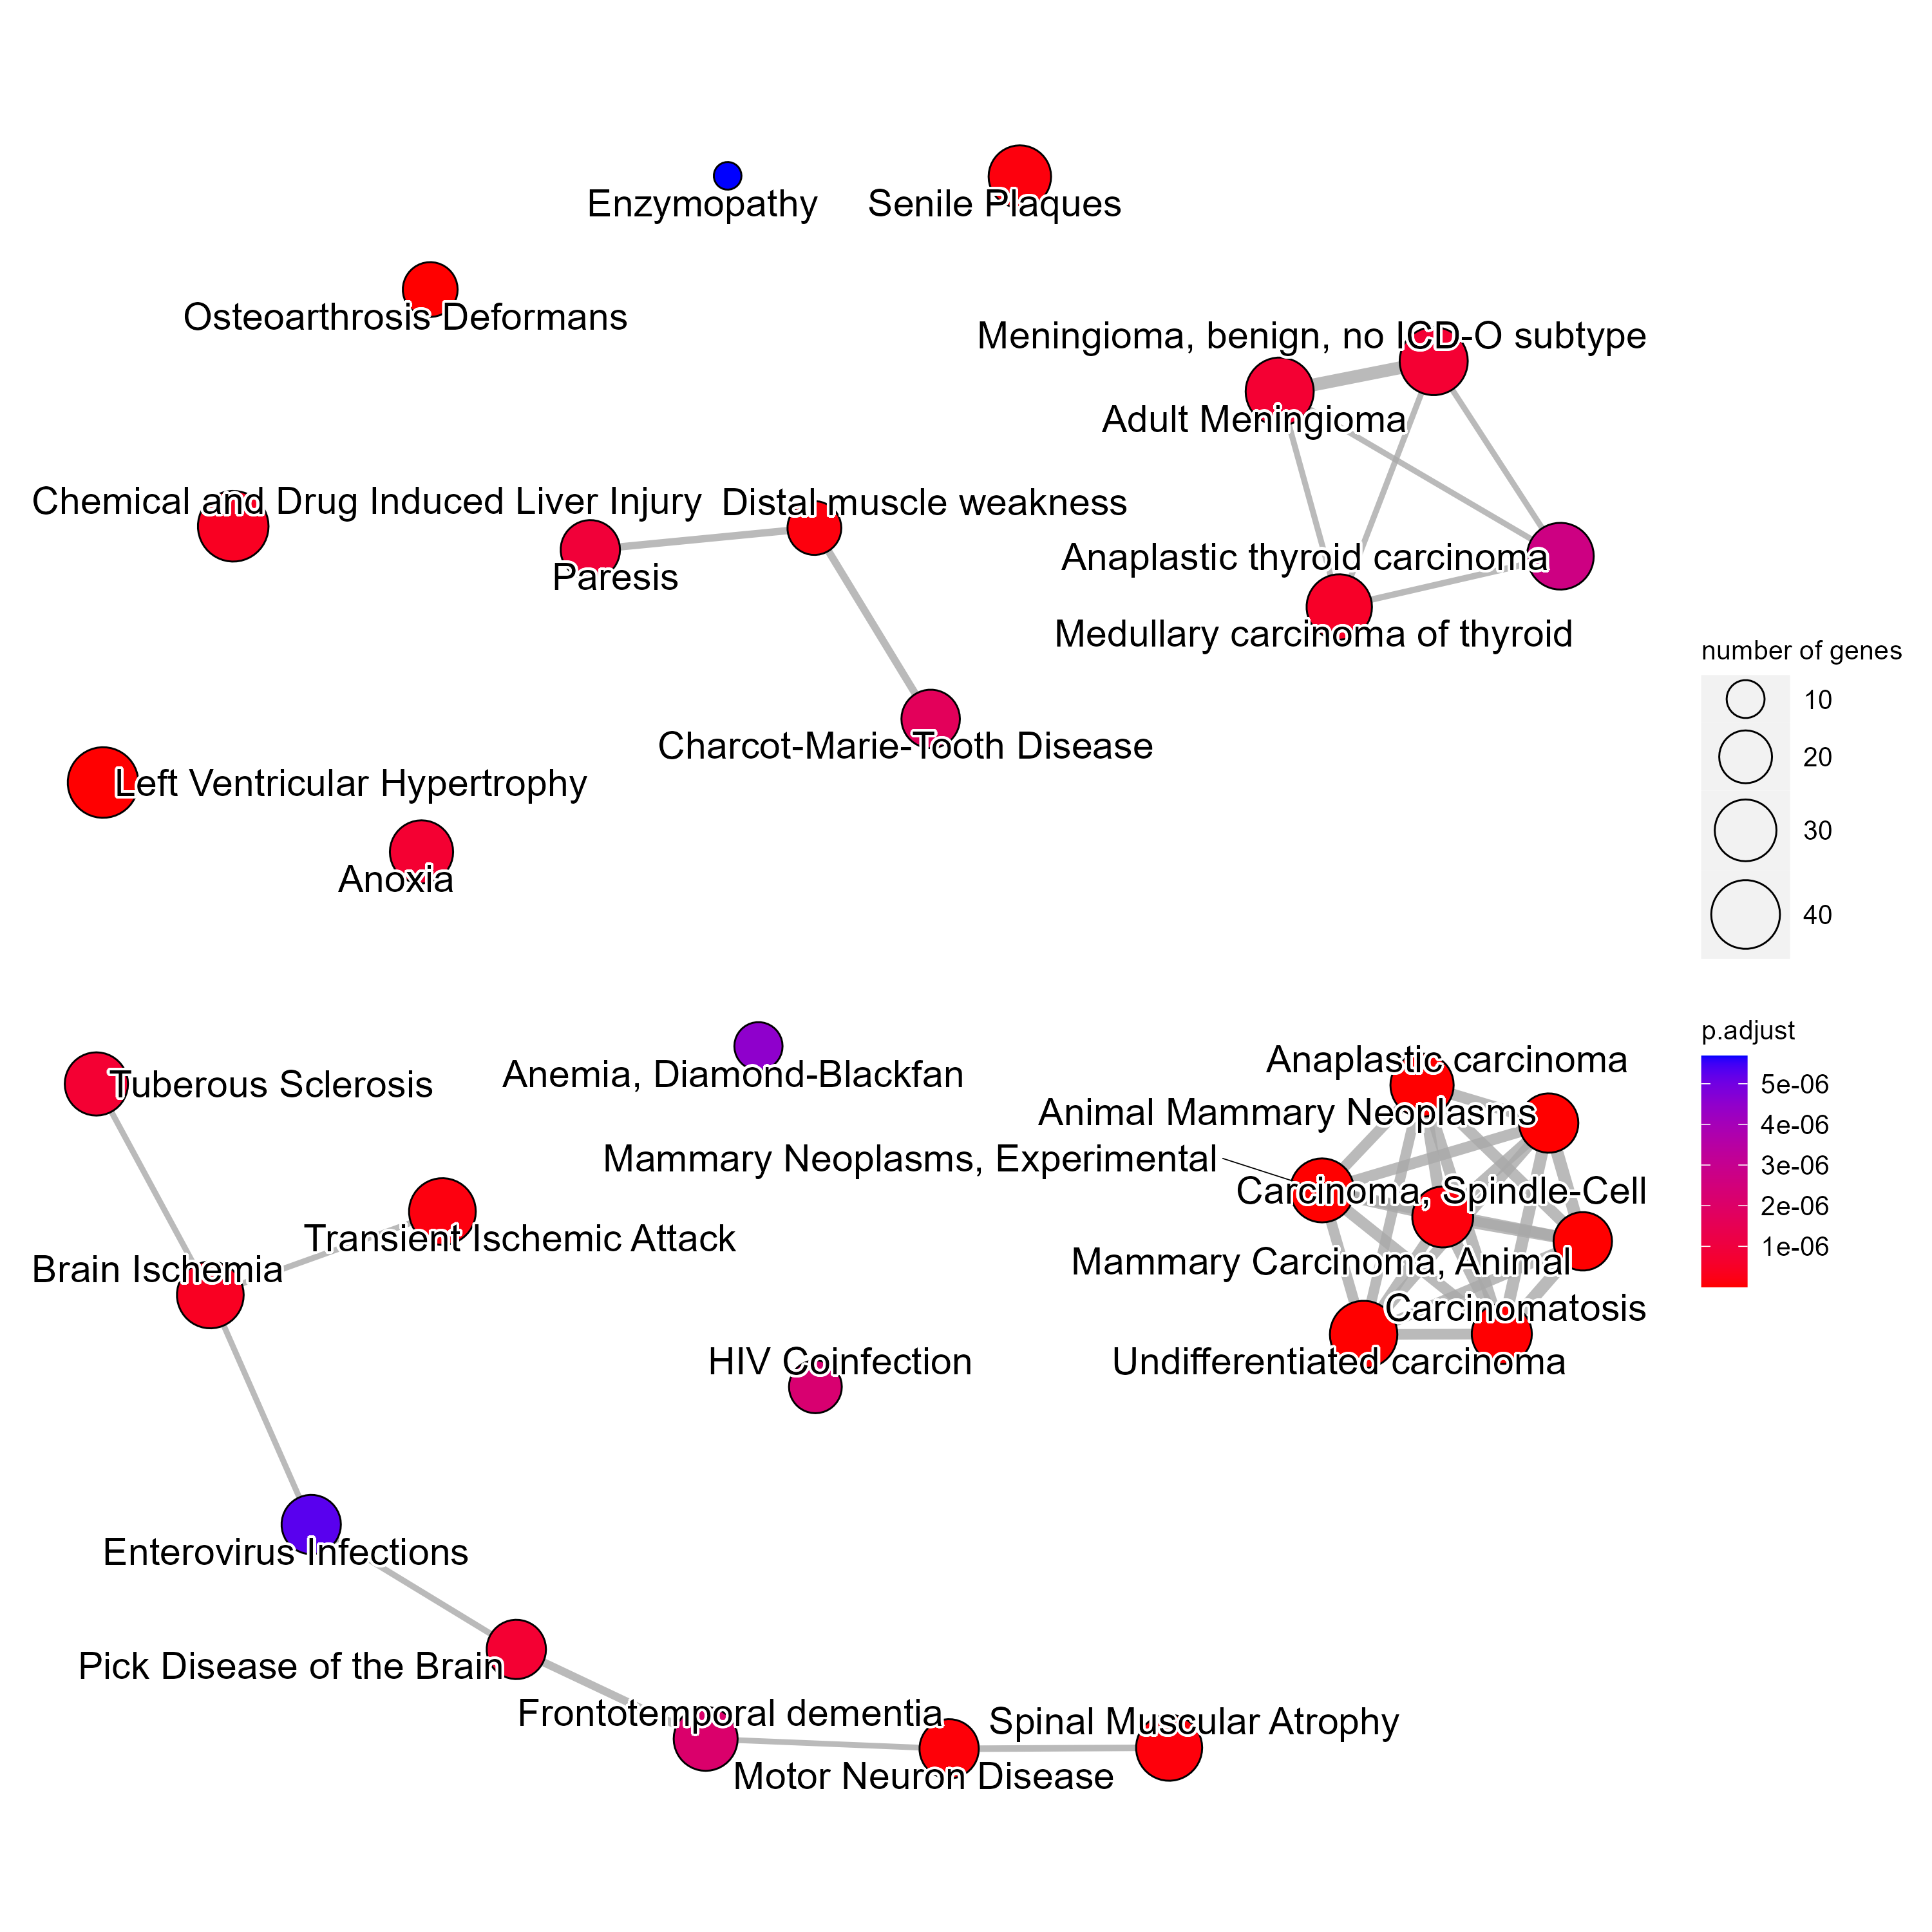 Enzymopathy
Senile Plaques
Osteoarthrosis Deformans
Meningioma, benign, no ICD-O subtype
Adult Meningioma
Chemical and Drug Induced Liver Injury
Distal muscle weakness
Paresis
Anaplastic thyroid carcinoma
Medullary carcinoma of thyroid
Charcot-Marie-Tooth Disease
Left Ventricular Hypertrophy
Anoxia
number of genes
10
20
30
40
p.adjust
5e-06
4e-06
3e-06
2e-06
1e-06
Tuberous Sclerosis
Anemia, Diamond-Blackfan
Anaplastic carcinoma
Animal Mammary Neoplasms
Mammary Neoplasms, Experimental
Carcinoma, Spindle-Cell
Transient Ischemic Attack
Brain Ischemia
Mammary Carcinoma, Animal
Carcinomatosis
HIV Coinfection
Undifferentiated carcinoma
Enterovirus Infections
Pick Disease of the Brain
Frontotemporal dementia
Spinal Muscular Atrophy
Motor Neuron Disease